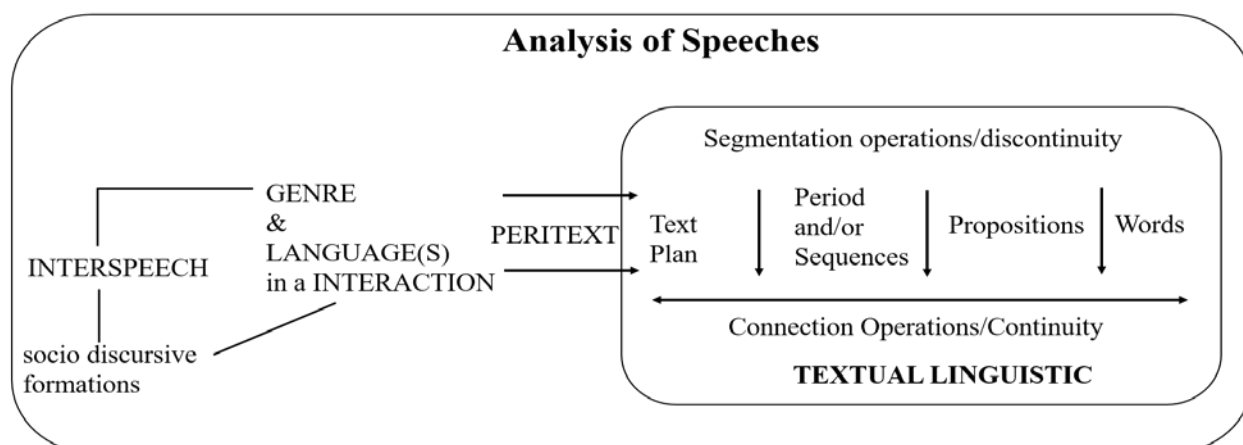 Analysis of Speeches
INTERSPEECH
socio discursive
formations
GENRE
&
LANGUAGE(S)
in a INTERACTION
PERITEXT
Segmentation operations/discontinuity
Text
Plan
Period
and/or
Sequences
Propositions
Words
Connection Operations/Continuity
TEXTUAL LINGUISTIC